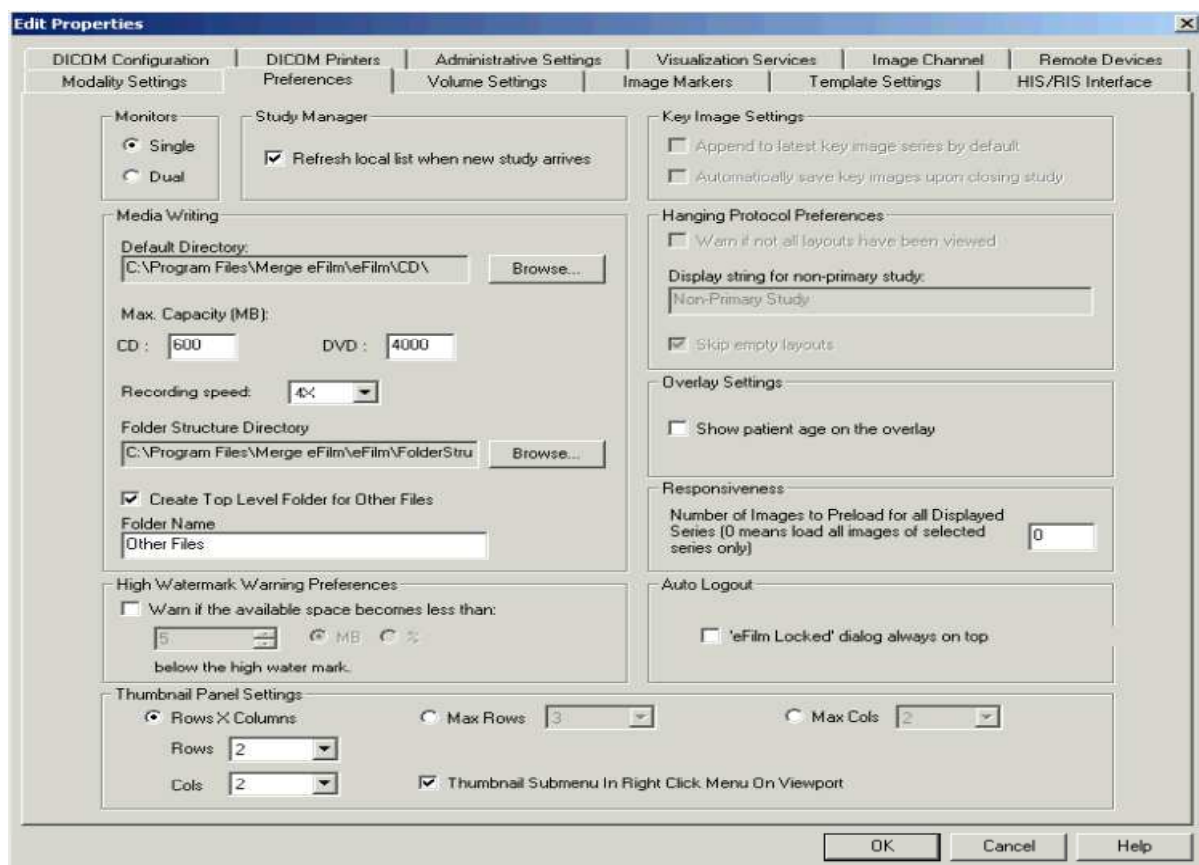 Edit Properties
DICOM Configuration DICOM Printers Administrative Settings Visualization Services Image Channel Remote Devices
Modality Settings Preferences Volume Settings Image Markers Template Settings HIS/RIS Interface
Monitors
Single
Dual
Study Manager
Refresh local list when new study arrives
Key Image Settings
Append to latest key image series by default
Automatically save key images upon closing study
Media Writing
Default Directory:
C:\Program Files\Merge eFilm\eFilm\CD\ Browse...
Max. Capacity (MB):
CD : 600 DVD : 4000
Recording speed: 4X
Folder Structure Directory
C:\Program Files\Merge eFilm\eFilm\FolderStru Browse...
Create Top Level Folder for Other Files
Folder Name
Other Files
Hanging Protocol Preferences
Warn if not all layouts have been viewed
Display string for non-primary study:
Non-Primary Study
Skip empty layouts
Overlay Settings
Show patient age on the overlay
Responsiveness
Number of Images to Preload for all Displayed
Series (0 means load all images of selected
series only)
0
High Watermark Warning Preferences
Warn if the available space becomes less than:
5 MB %
below the high water mark.
Auto Logout
'eFilm Locked' dialog always on top
Thumbnail Panel Settings
Rows X Columns Max Rows 3 Max Cols 2
Rows 2
Cols 2 Thumbnail Submenu In Right Click Menu On Viewport
OK Cancel Help